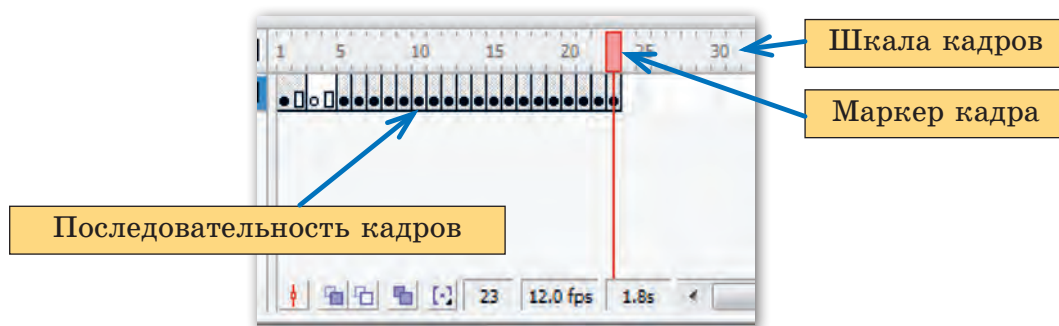 Шкала кадров
1 5 10 15 20 25 30
Маркер кадра
Последовательность кадров
23 12.0 fps 1.8s